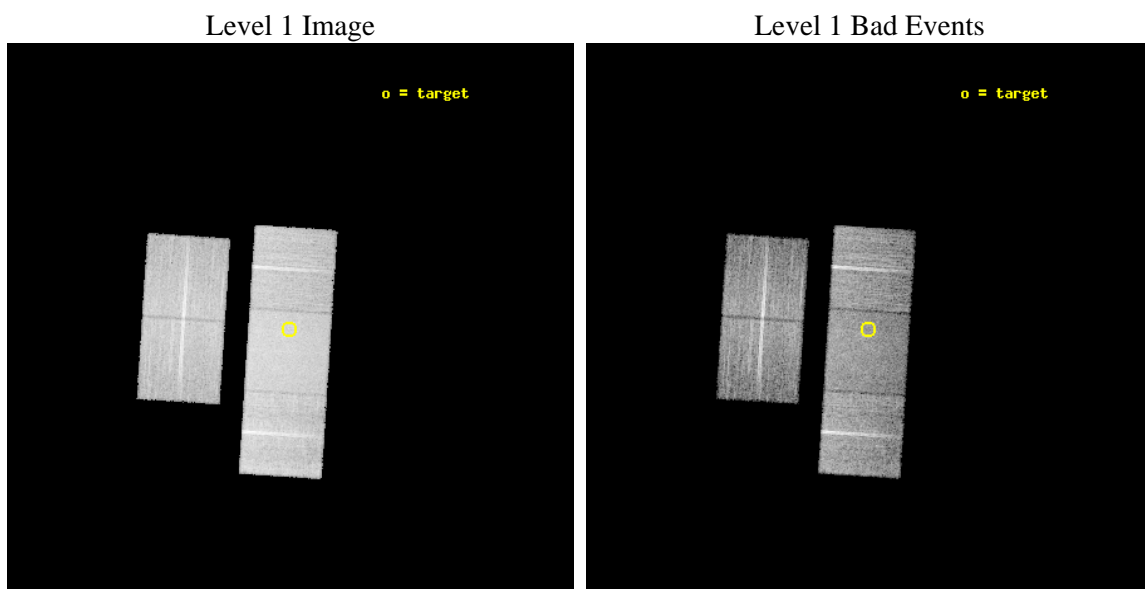 Level 1 Image
Level 1 Bad Events
o = target
o = target